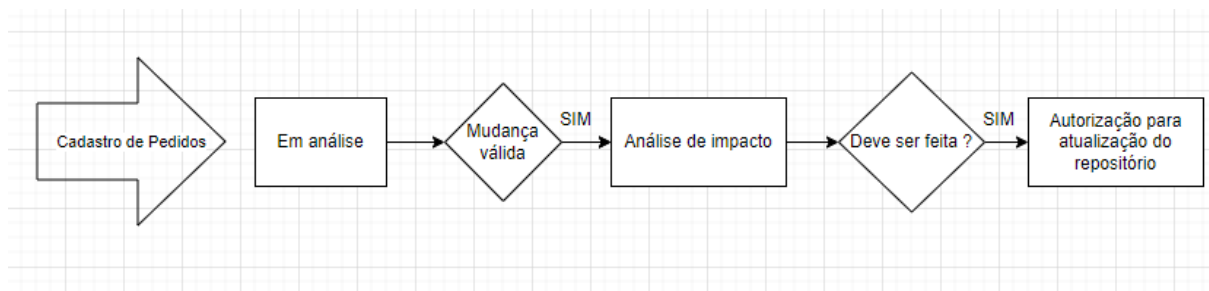 Cadastro de Pedidos
Em análise
Mudança
válida
SIM
Análise de impacto
Deve ser feita ?
SIM
Autorização para
atualização do
repositório